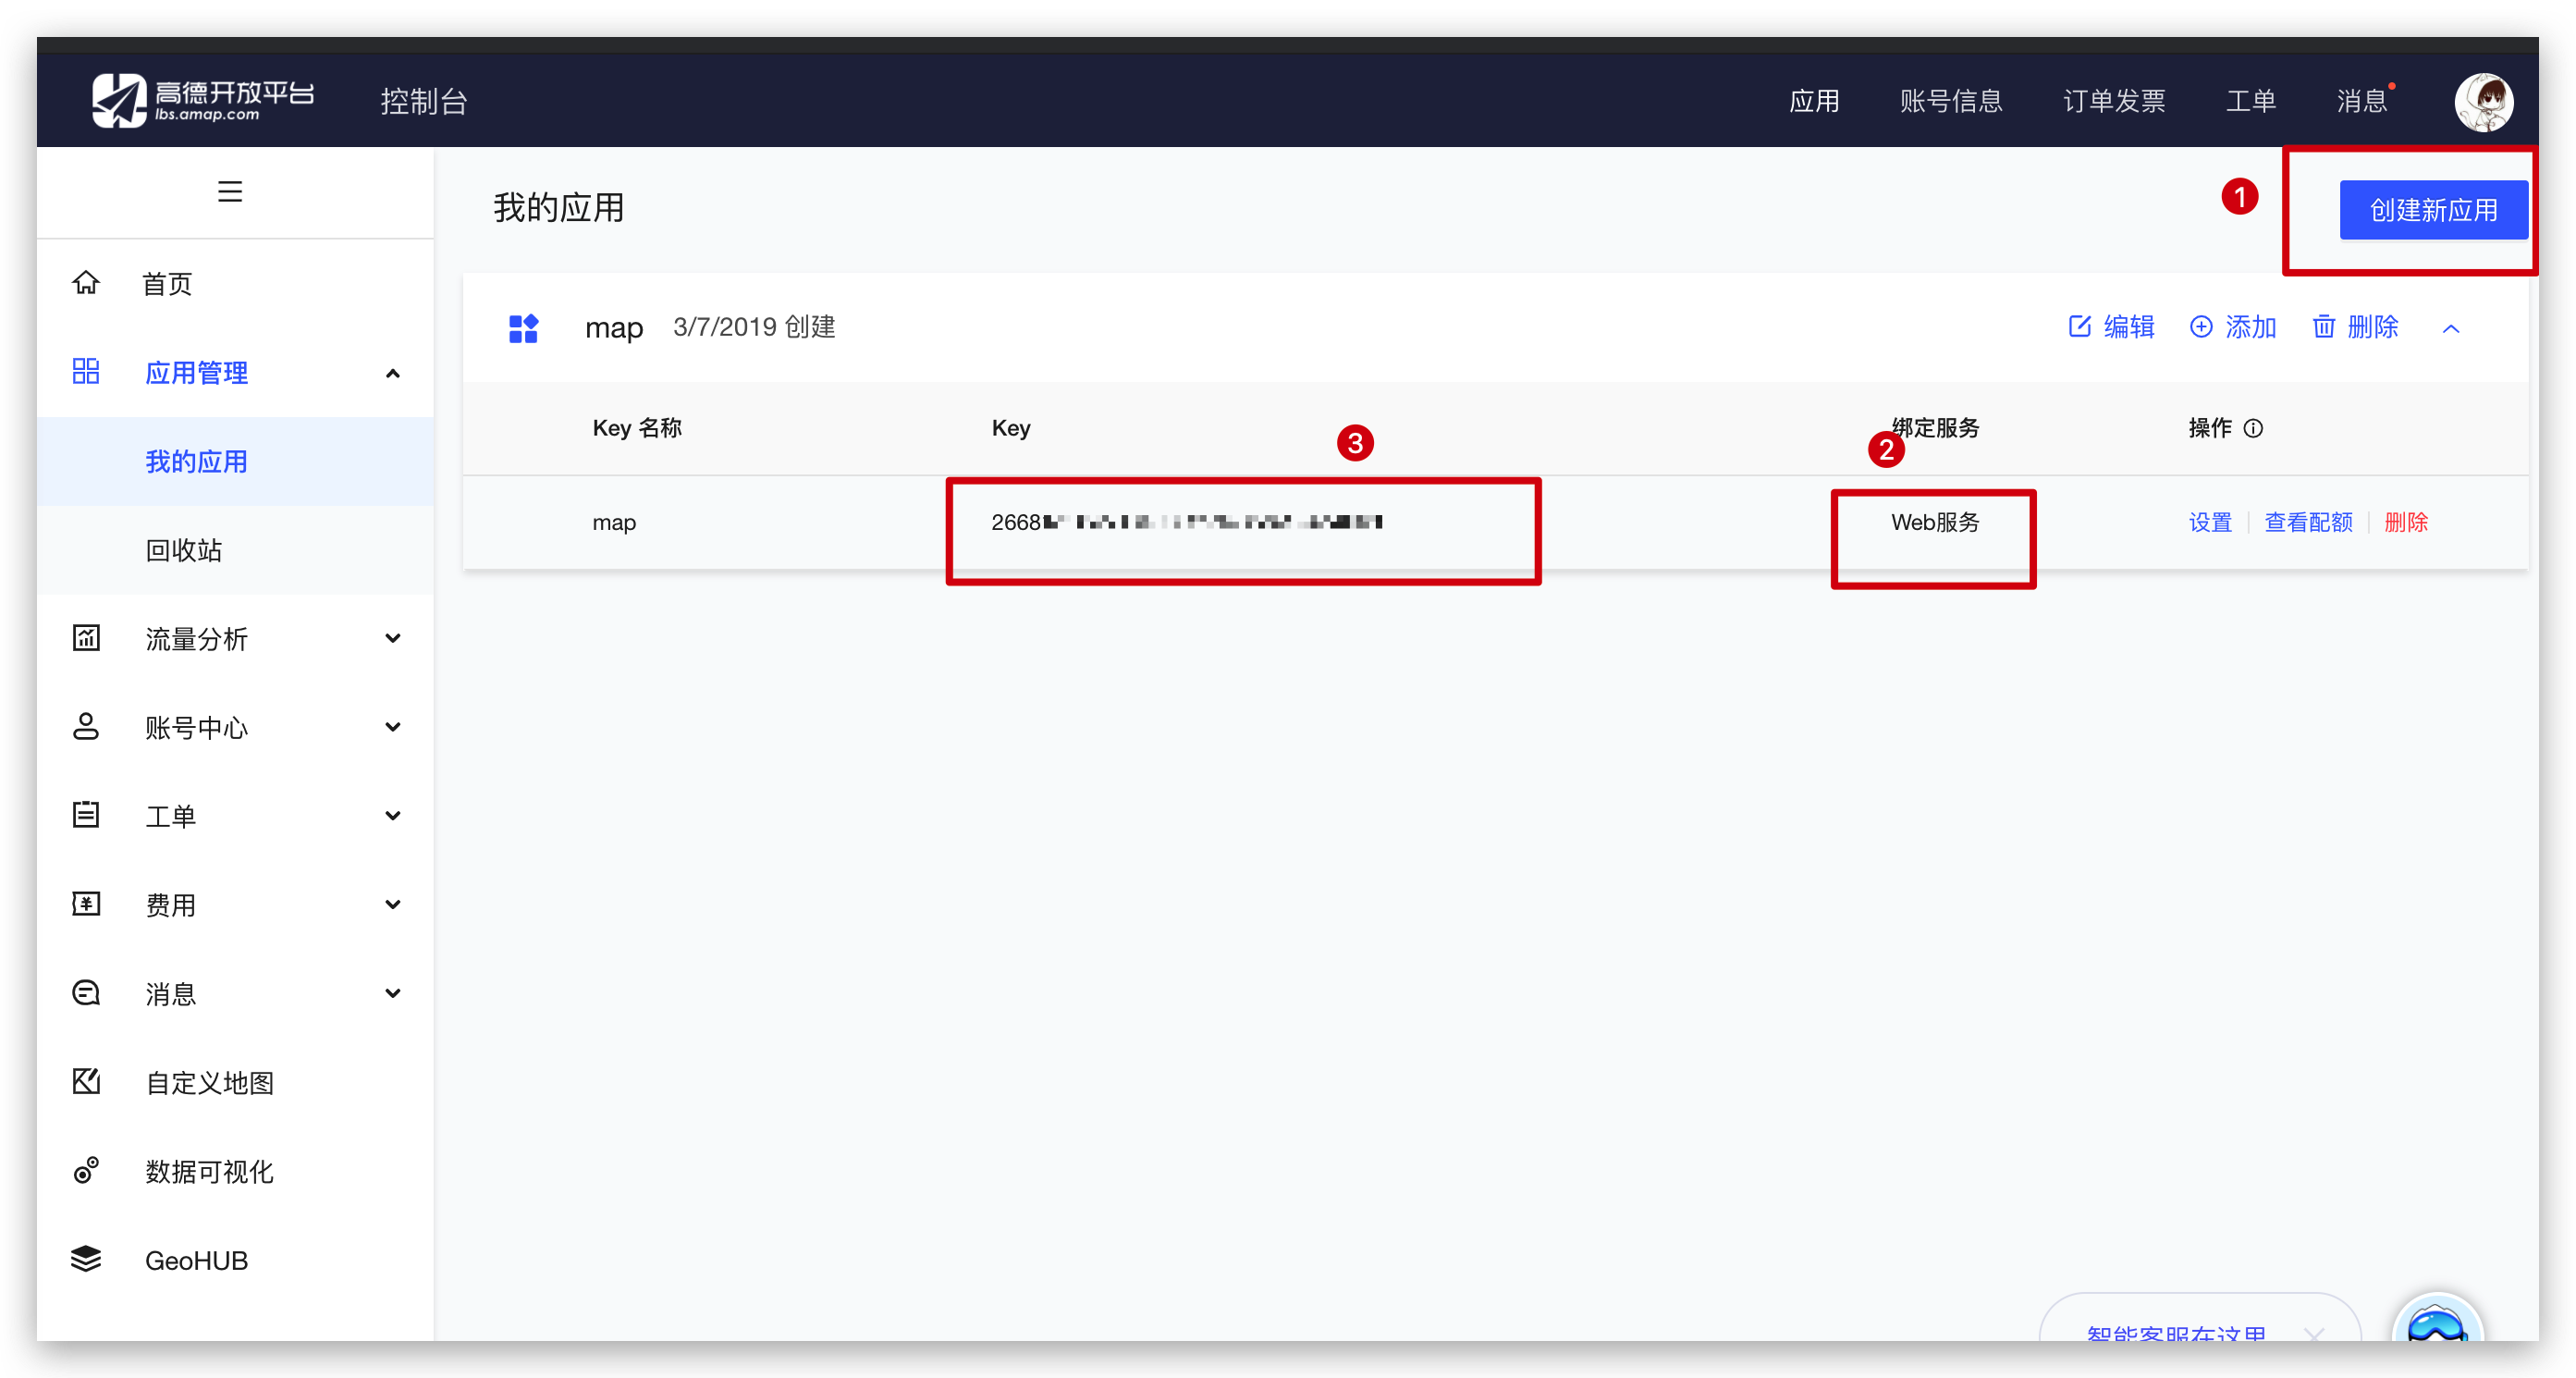 高德开放平台
lbs.amap.com
控制台
应用
账号信息
订单发票
工单
消息
我的应用
1
创建新应用
首页
应用管理
我的应用
回收站
流量分析
账号中心
工单
费用
消息
自定义地图
数据可视化
GeoHUB
map
3/7/2019 创建
编辑
添加
删除
Key 名称
Key
3
绑定服务
2
操作
map
2668
Web服务
设置
查看配额
删除
智能客服在这里